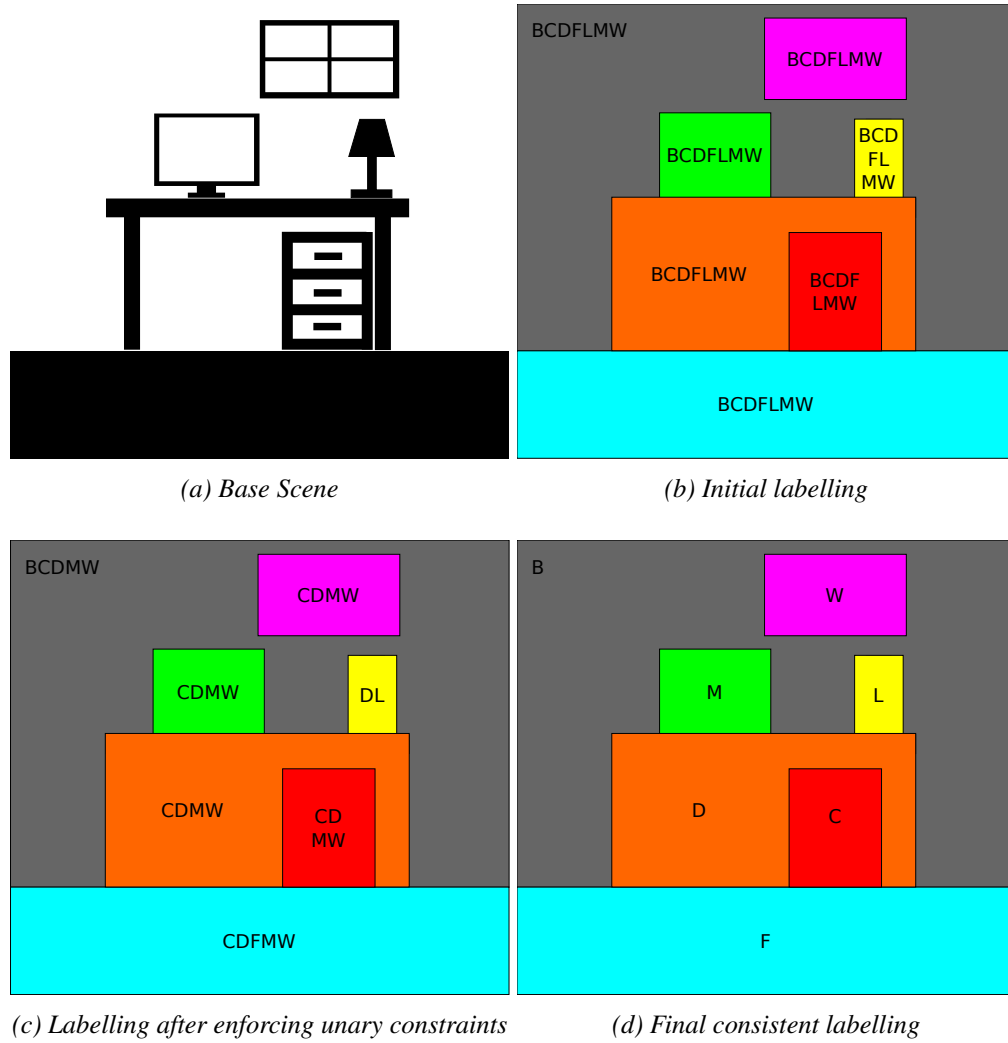 BCDFLMW
BCDFLMW
BCDFLMW
BCD
FL
MW
BCDFLMW
BCDF
LMW
BCDFLMW
(a) Base Scene
(b) Initial labelling
BCDMW
CDMW
CDMW
DL
CDMW
CD
MW
CDFMW
B
W
M
L
D
C
F
(c) Labelling after enforcing unary constraints
(d) Final consistent labelling